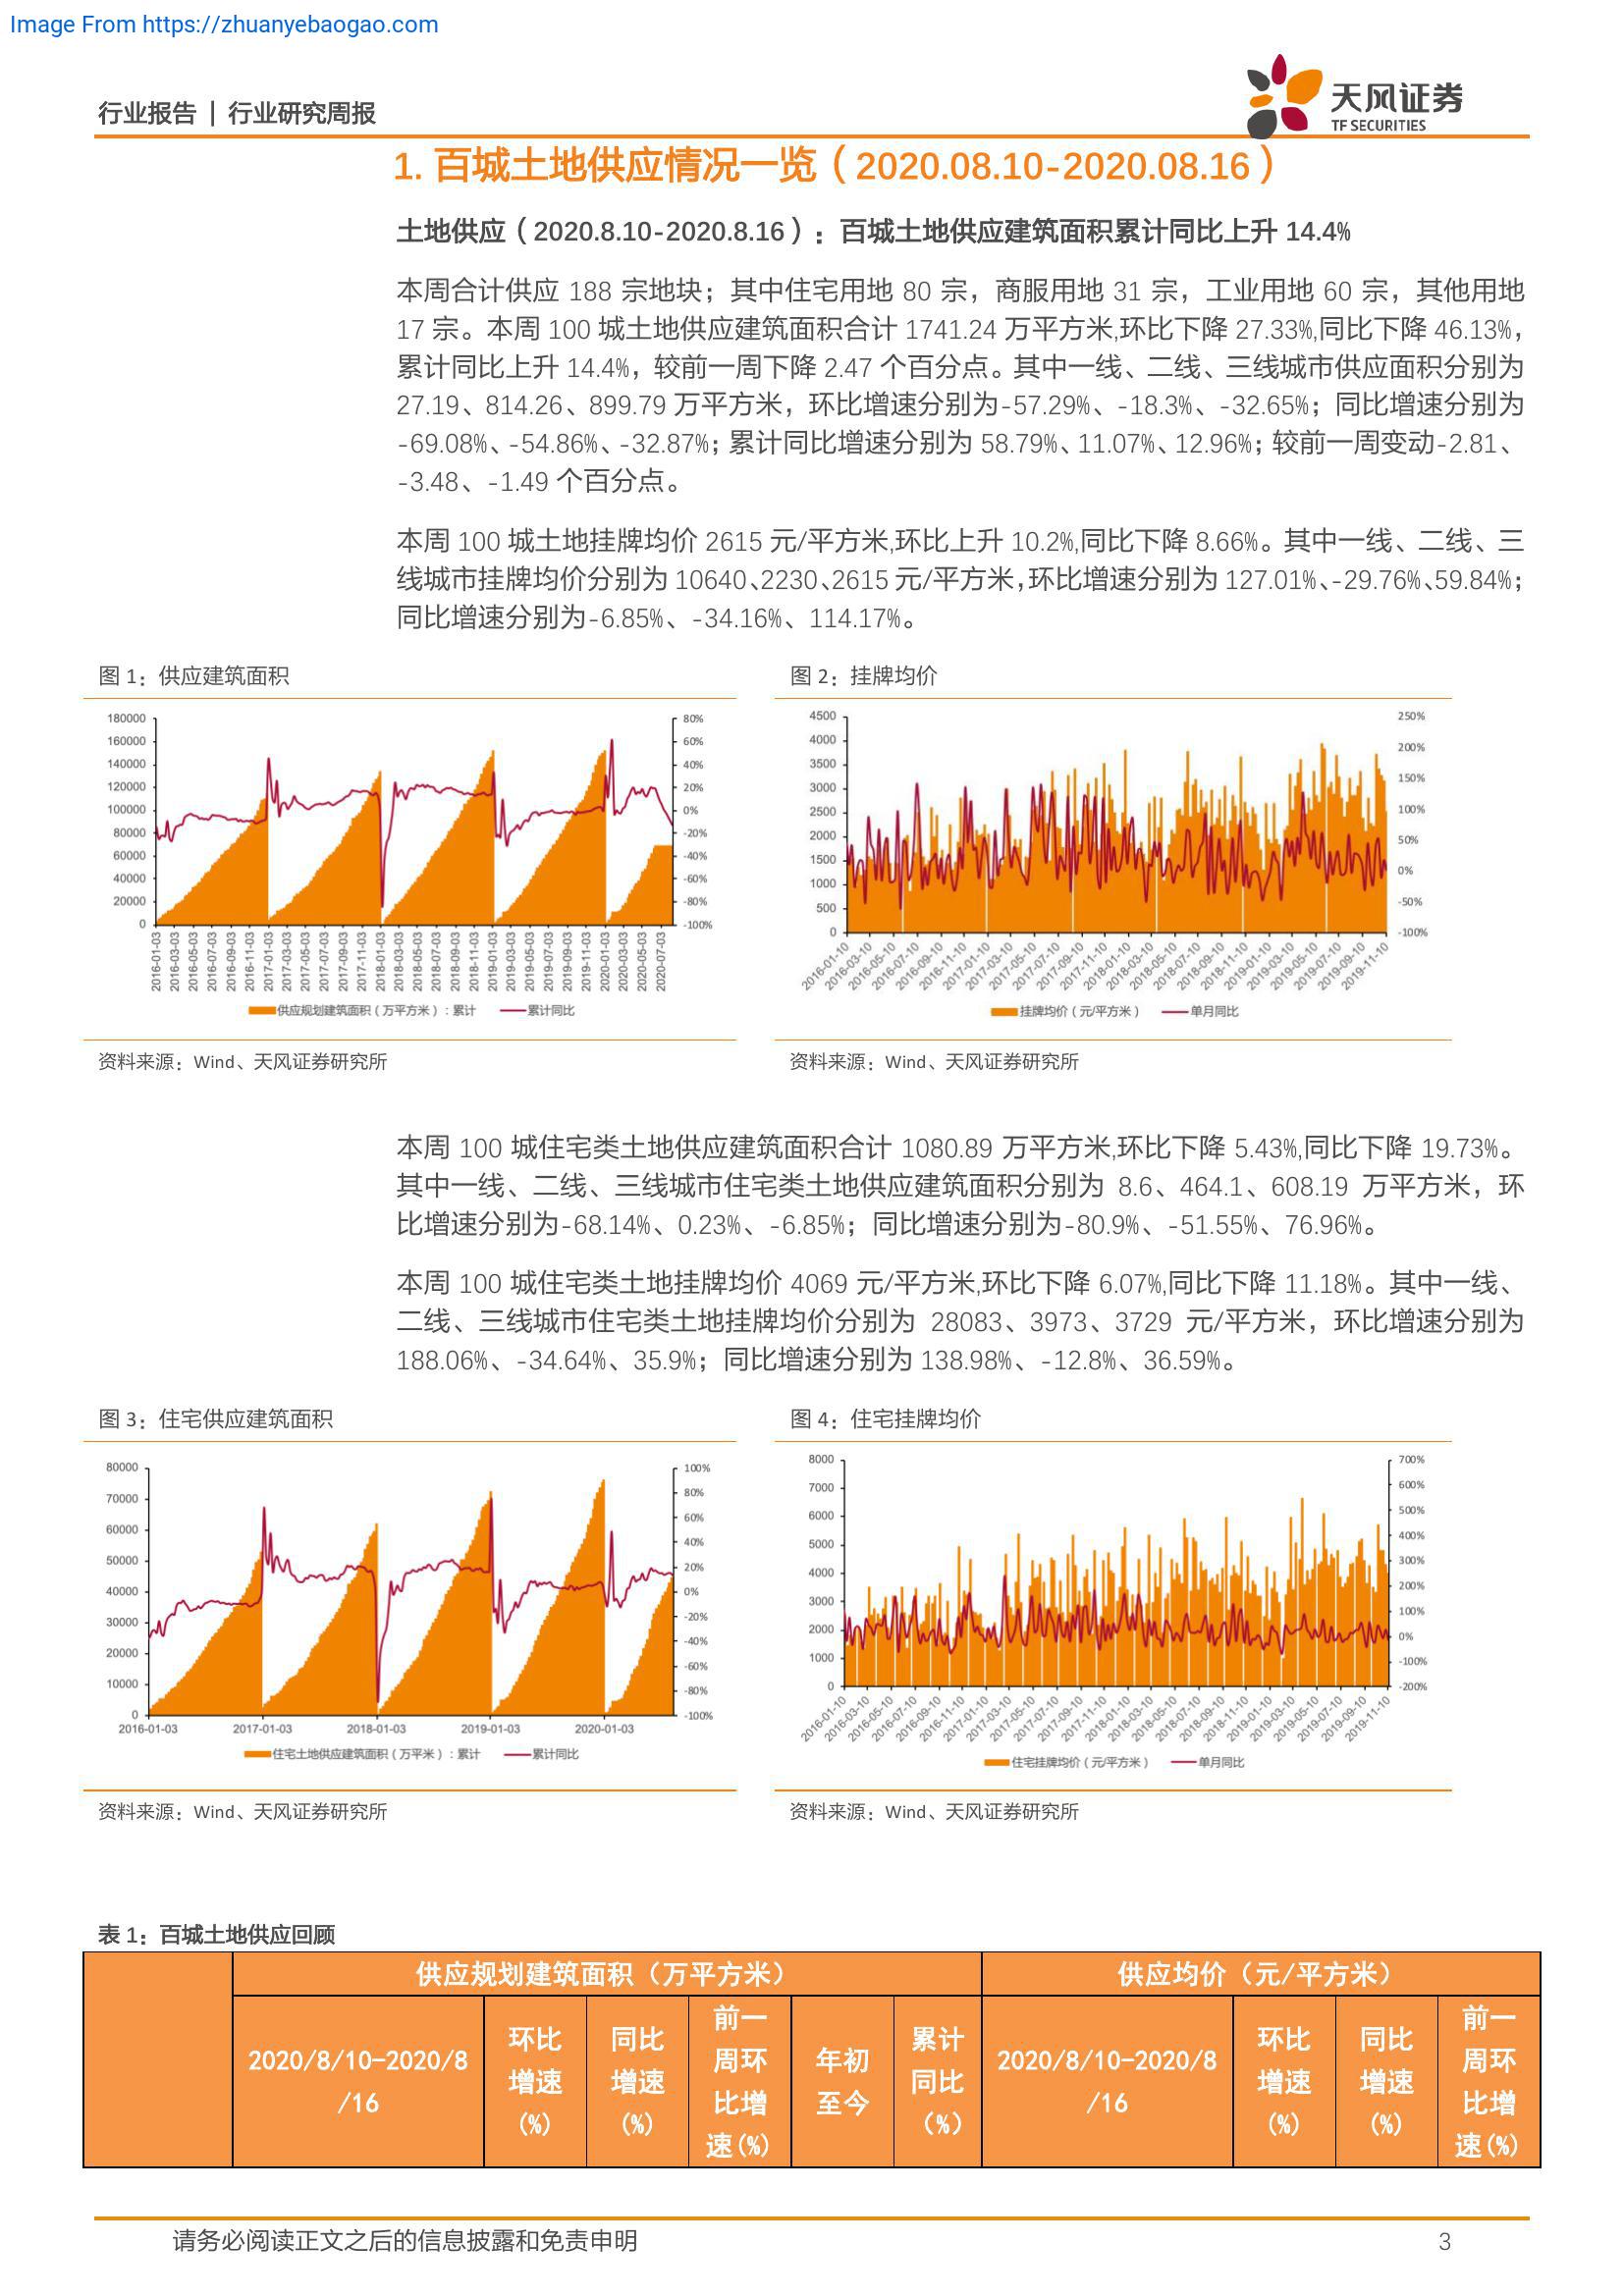 Image From https://zhuanyebaogao.com
行业报告 | 行业研究周报
天风证券
TF SECURITIES
1. 百城土地供应情况一览（2020.08.10-2020.08.16）
土地供应（2020.8.10-2020.8.16）：百城土地供应建筑面积累计同比上升 14.4%
本周合计供应 188 宗地块；其中住宅用地 80 宗，商服用地 31 宗，工业用地 60 宗，其他用地
17 宗。本周 100 城土地供应建筑面积合计 1741.24 万平方米,环比下降 27.33%,同比下降 46.13%，
累计同比上升 14.4%，较前一周下降 2.47 个百分点。其中一线、二线、三线城市供应面积分别为
27.19、814.26、899.79 万平方米，环比增速分别为-57.29%、-18.3%、-32.65%；同比增速分别为
-69.08%、-54.86%、-32.87%；累计同比增速分别为 58.79%、11.07%、12.96%；较前一周变动-2.81、
-3.48、-1.49 个百分点。
本周 100 城土地挂牌均价 2615 元/平方米,环比上升 10.2%,同比下降 8.66%。其中一线、二线、三
线城市挂牌均价分别为 10640、2230、2615 元/平方米，环比增速分别为 127.01%、-29.76%、59.84%；
同比增速分别为-6.85%、-34.16%、114.17%。
图 1：供应建筑面积
180000
160000
140000
120000
100000
80000
60000
40000
20000
0
80%
60%
40%
20%
0%
-20%
-40%
-60%
-80%
-100%
2016-01-03
2016-03-03
2016-05-03
2016-07-03
2016-09-03
2016-11-03
2017-01-03
2017-03-03
2017-05-03
2017-07-03
2017-09-03
2017-11-03
2018-01-03
2018-03-03
2018-05-03
2018-07-03
2018-09-03
2018-11-03
2019-01-03
2019-03-03
2019-05-03
2019-07-03
2019-09-03
2019-11-03
2020-01-03
2020-03-03
2020-05-03
2020-07-03
供应规划建筑面积（万平方米）：累计
累计同比
资料来源：Wind、天风证券研究所
图 2：挂牌均价
4500
4000
3500
3000
2500
2000
1500
1000
500
0
250%
200%
150%
100%
50%
0%
-50%
-100%
2016-01-10
2016-03-10
2016-05-10
2016-07-10
2016-09-10
2016-11-10
2017-01-10
2017-03-10
2017-05-10
2017-07-10
2017-09-10
2017-11-10
2018-01-10
2018-03-10
2018-05-10
2018-07-10
2018-09-10
2018-11-10
2019-01-10
2019-03-10
2019-05-10
2019-07-10
2019-09-10
2019-11-10
挂牌均价（元/平方米）
单月同比
资料来源：Wind、天风证券研究所
本周 100 城住宅类土地供应建筑面积合计 1080.89 万平方米,环比下降 5.43%,同比下降 19.73%。
其中一线、二线、三线城市住宅类土地供应建筑面积分别为 8.6、464.1、608.19 万平方米，环
比增速分别为-68.14%、0.23%、-6.85%；同比增速分别为-80.9%、-51.55%、76.96%。
本周 100 城住宅类土地挂牌均价 4069 元/平方米,环比下降 6.07%,同比下降 11.18%。其中一线、
二线、三线城市住宅类土地挂牌均价分别为 28083、3973、3729 元/平方米，环比增速分别为
188.06%、-34.64%、35.9%；同比增速分别为 138.98%、-12.8%、36.59%。
图 3：住宅供应建筑面积
80000
70000
60000
50000
40000
30000
20000
10000
0
100%
80%
60%
40%
20%
0%
-20%
-40%
-60%
-80%
-100%
2016-01-03
2017-01-03
2018-01-03
2019-01-03
2020-01-03
住宅土地供应建筑面积（万平米）：累计
累计同比
资料来源：Wind、天风证券研究所
图 4：住宅挂牌均价
8000
7000
6000
5000
4000
3000
2000
1000
0
700%
600%
500%
400%
300%
200%
100%
0%
-100%
-200%
2016-01-10
2016-03-10
2016-05-10
2016-07-10
2016-09-10
2016-11-10
2017-01-10
2017-03-10
2017-05-10
2017-07-10
2017-09-10
2017-11-10
2018-01-10
2018-03-10
2018-05-10
2018-07-10
2018-09-10
2018-11-10
2019-01-10
2019-03-10
2019-05-10
2019-07-10
2019-09-10
2019-11-10
住宅挂牌均价（元/平方米）
单月同比
资料来源：Wind、天风证券研究所
表 1：百城土地供应回顾
供应规划建筑面积（万平方米）
供应均价（元/平方米）
2020/8/10-2020/8
/16
环比
增速
(%)
同比
增速
(%)
前一
周环
比增
速(%)
年初
至今
累计
同比
（%）
2020/8/10-2020/8
/16
环比
增速
(%)
同比
增速
(%)
前一
周环
比增
速(%)
请务必阅读正文之后的信息披露和免责申明
3